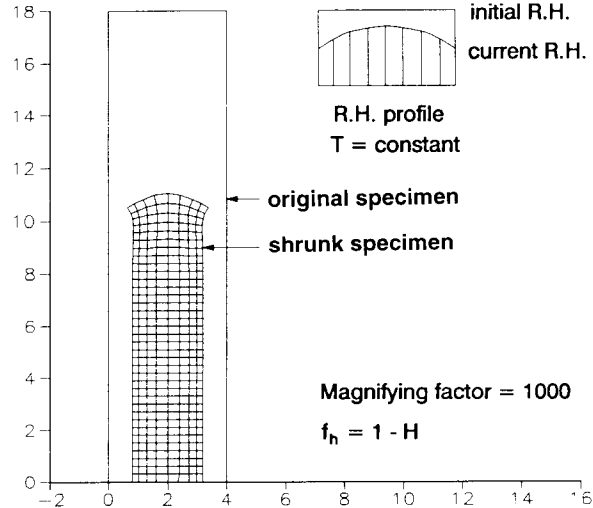 18
16
14
12
10
8
6
4
2
0
-2 0 2 4 6 8 10 12 14 16
initial R.H.
current R.H.
R.H. profile
T = constant
original specimen
shrunk specimen
Magnifying factor = 1000
fₕ = 1 - H